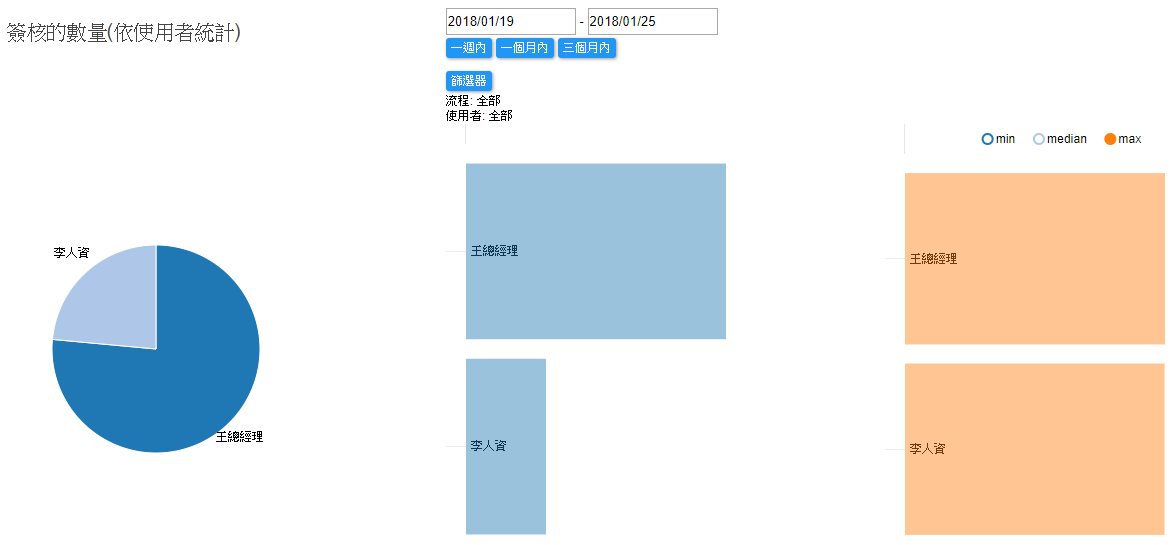 簽核的數量(依使用者統計)
2018/01/19 - 2018/01/25
一週內 一個月內 三個月內
篩選器
流程: 全部
使用者: 全部
min median max
李人資
王總經理
王總經理
李人資
王總經理
李人資